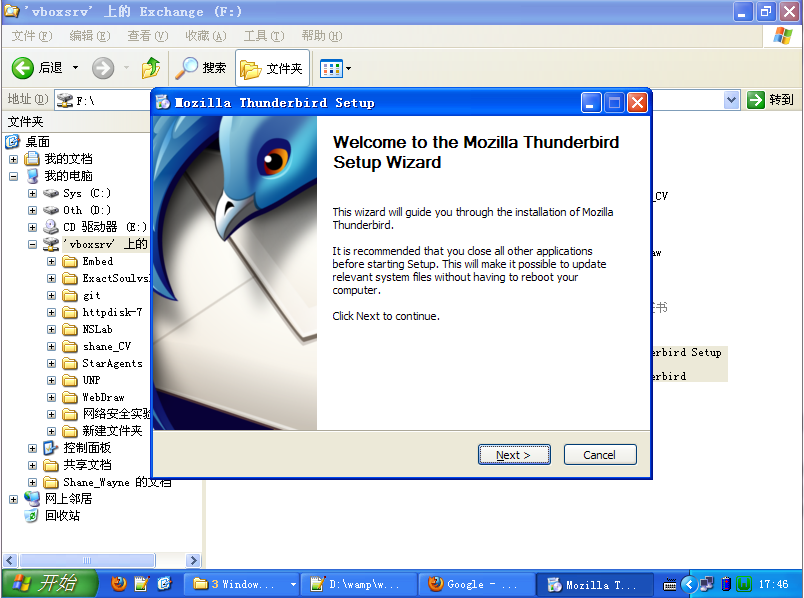 'vboxsrv' 上的 Exchange (F:)
文件(F) 编辑(E) 查看(V) 收藏(A) 工具(T) 帮助(H)
后退 搜索 文件夹
地址(D) F:\ 转到
文件夹
Mozilla Thunderbird Setup
桌面
我的文档
我的电脑
Sys (C:)
Oth (D:)
CD 驱动器 (E:)
'vboxsrv' 上的
Embed
ExactSoulvs
git
httpdisk-7
NSLab
shane_CV
StarAgents
UNP
WebDraw
网络安全实验
新建文件夹
控制面板
共享文档
Shane_Wayne 的文档
网上邻居
回收站
Welcome to the Mozilla Thunderbird
Setup Wizard
This wizard will guide you through the installation of Mozilla
Thunderbird.
It is recommended that you close all other applications
before starting Setup. This will make it possible to update
relevant system files without having to reboot your
computer.
Click Next to continue.
Next > Cancel
_CV
aw
证书
erbird Setup
erbird
开始 3 Window... D:\wamp\w... Google - ... Mozilla T... 17:46